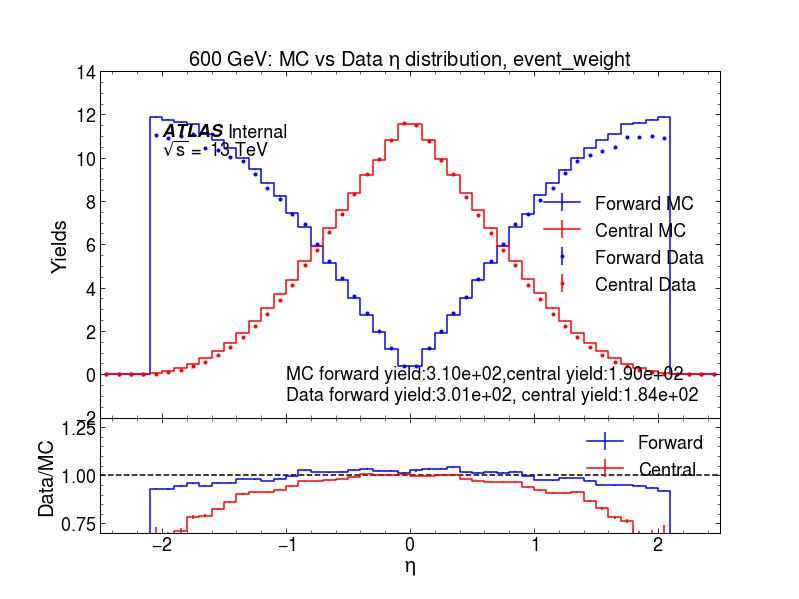 600 GeV: MC vs Data η distribution, event_weight
14
12
10
8
6
4
2
0
−2
Yields
ATLAS Internal
√s = 13 TeV
Forward MC
Central MC
Forward Data
Central Data
MC forward yield:3.10e+02,central yield:1.90e+02
Data forward yield:3.01e+02, central yield:1.84e+02
1.25
1.00
0.75
Data/MC
Forward
Central
−2 −1 0 1 2
η